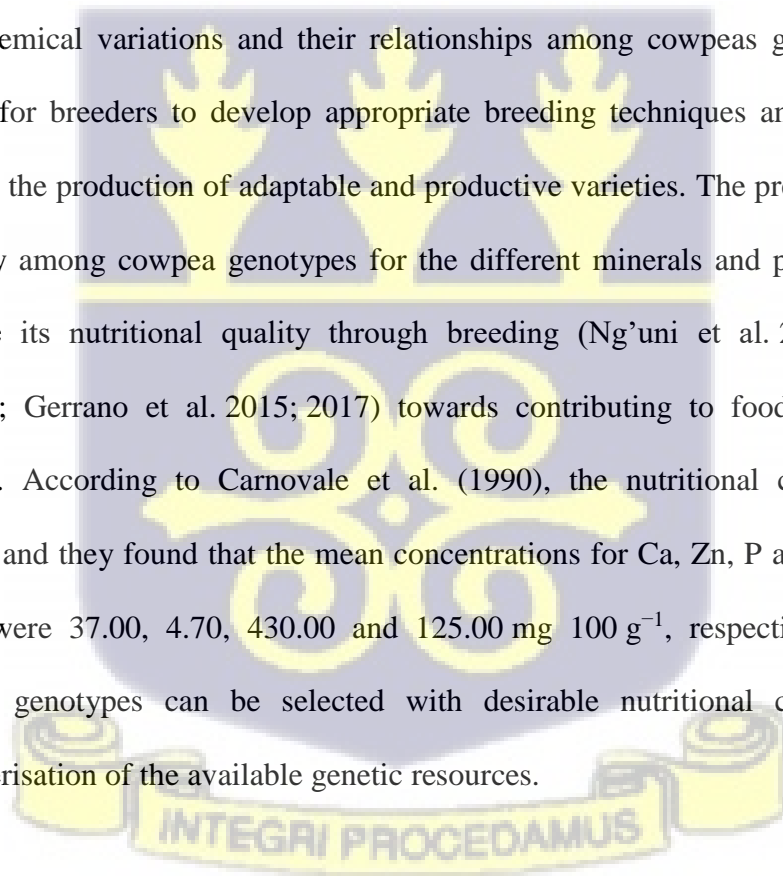 emical variations and their relationships among cowpeas g
for breeders to develop appropriate breeding techniques an
the production of adaptable and productive varieties. The pr
y among cowpea genotypes for the different minerals and p
e its nutritional quality through breeding (Ng’uni et al. 2
; Gerrano et al. 2015; 2017) towards contributing to food
. According to Carnovale et al. (1990), the nutritional c
and they found that the mean concentrations for Ca, Zn, P a
were 37.00, 4.70, 430.00 and 125.00 mg 100 g⁻¹, respecti
genotypes can be selected with desirable nutritional c
erisation of the available genetic resources.
INTEGRI PROCEDAMUS